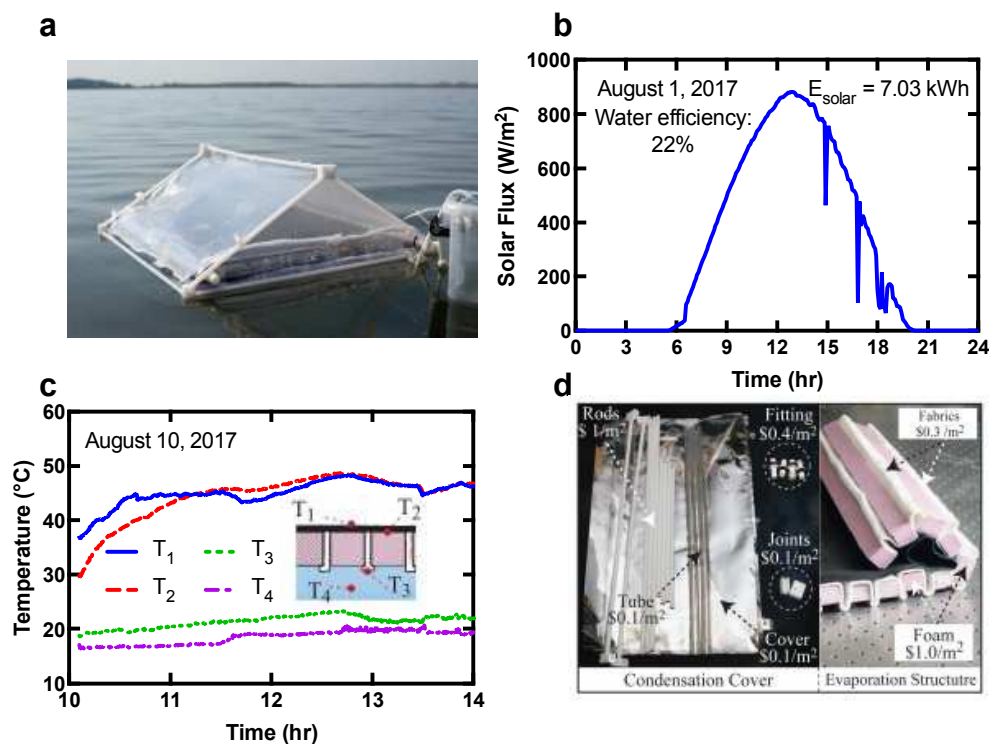 a
b
1000
800
600
400
200
0
Solar Flux (W/m²)
August 1, 2017
E_solar = 7.03 kWh
Water efficiency:
22%
0 3 6 9 12 15 18 21 24
Time (hr)
c
60
50
40
30
20
10
Temperature (°C)
August 10, 2017
T₁ T₃
T₂ T₄
T₁
T₂
T₄ T₃
10 11 12 13 14
Time (hr)
d
Rods
$ 1/m²
Fitting
$0.4/m²
Joints
$0.1/m²
Tube
$0.1/m²
Cover
$0.1/m²
Condensation Cover
Fabrics
$0.3 /m²
Foam
$1.0/m²
Evaporation Structutre